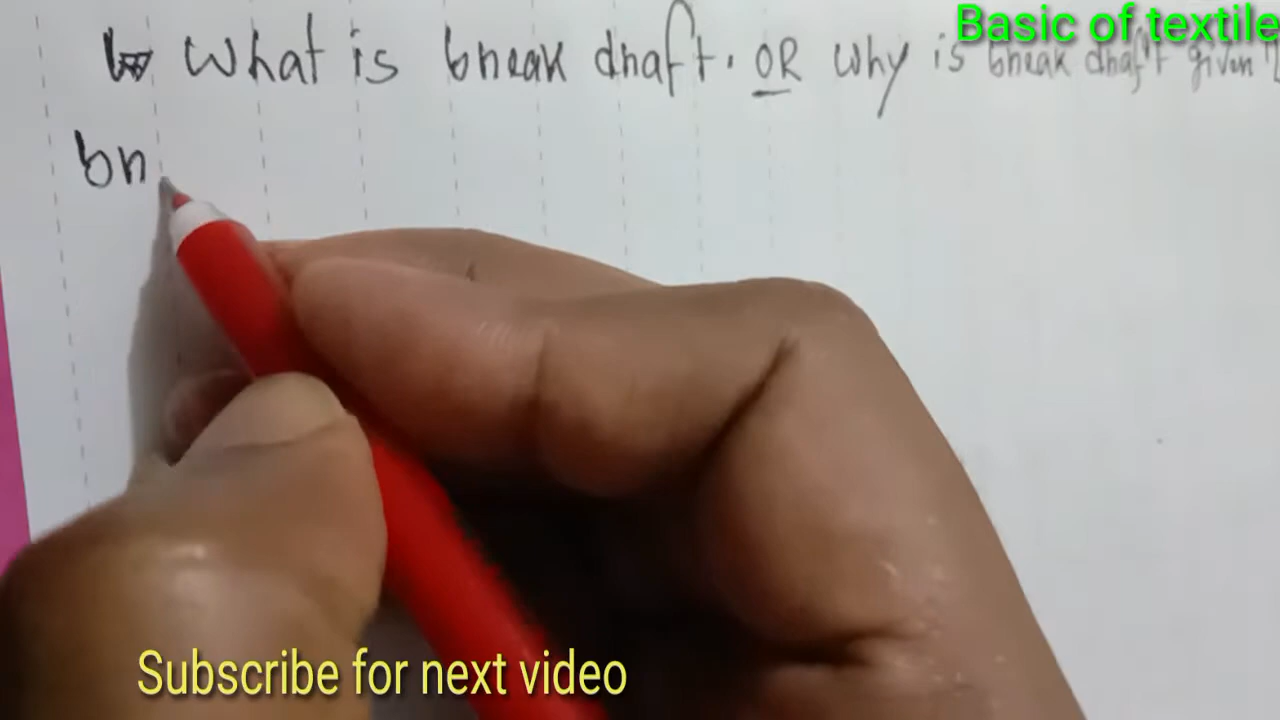 Basic of textile
What is break draft. OR Why is break draft given?
br
Subscribe for next video